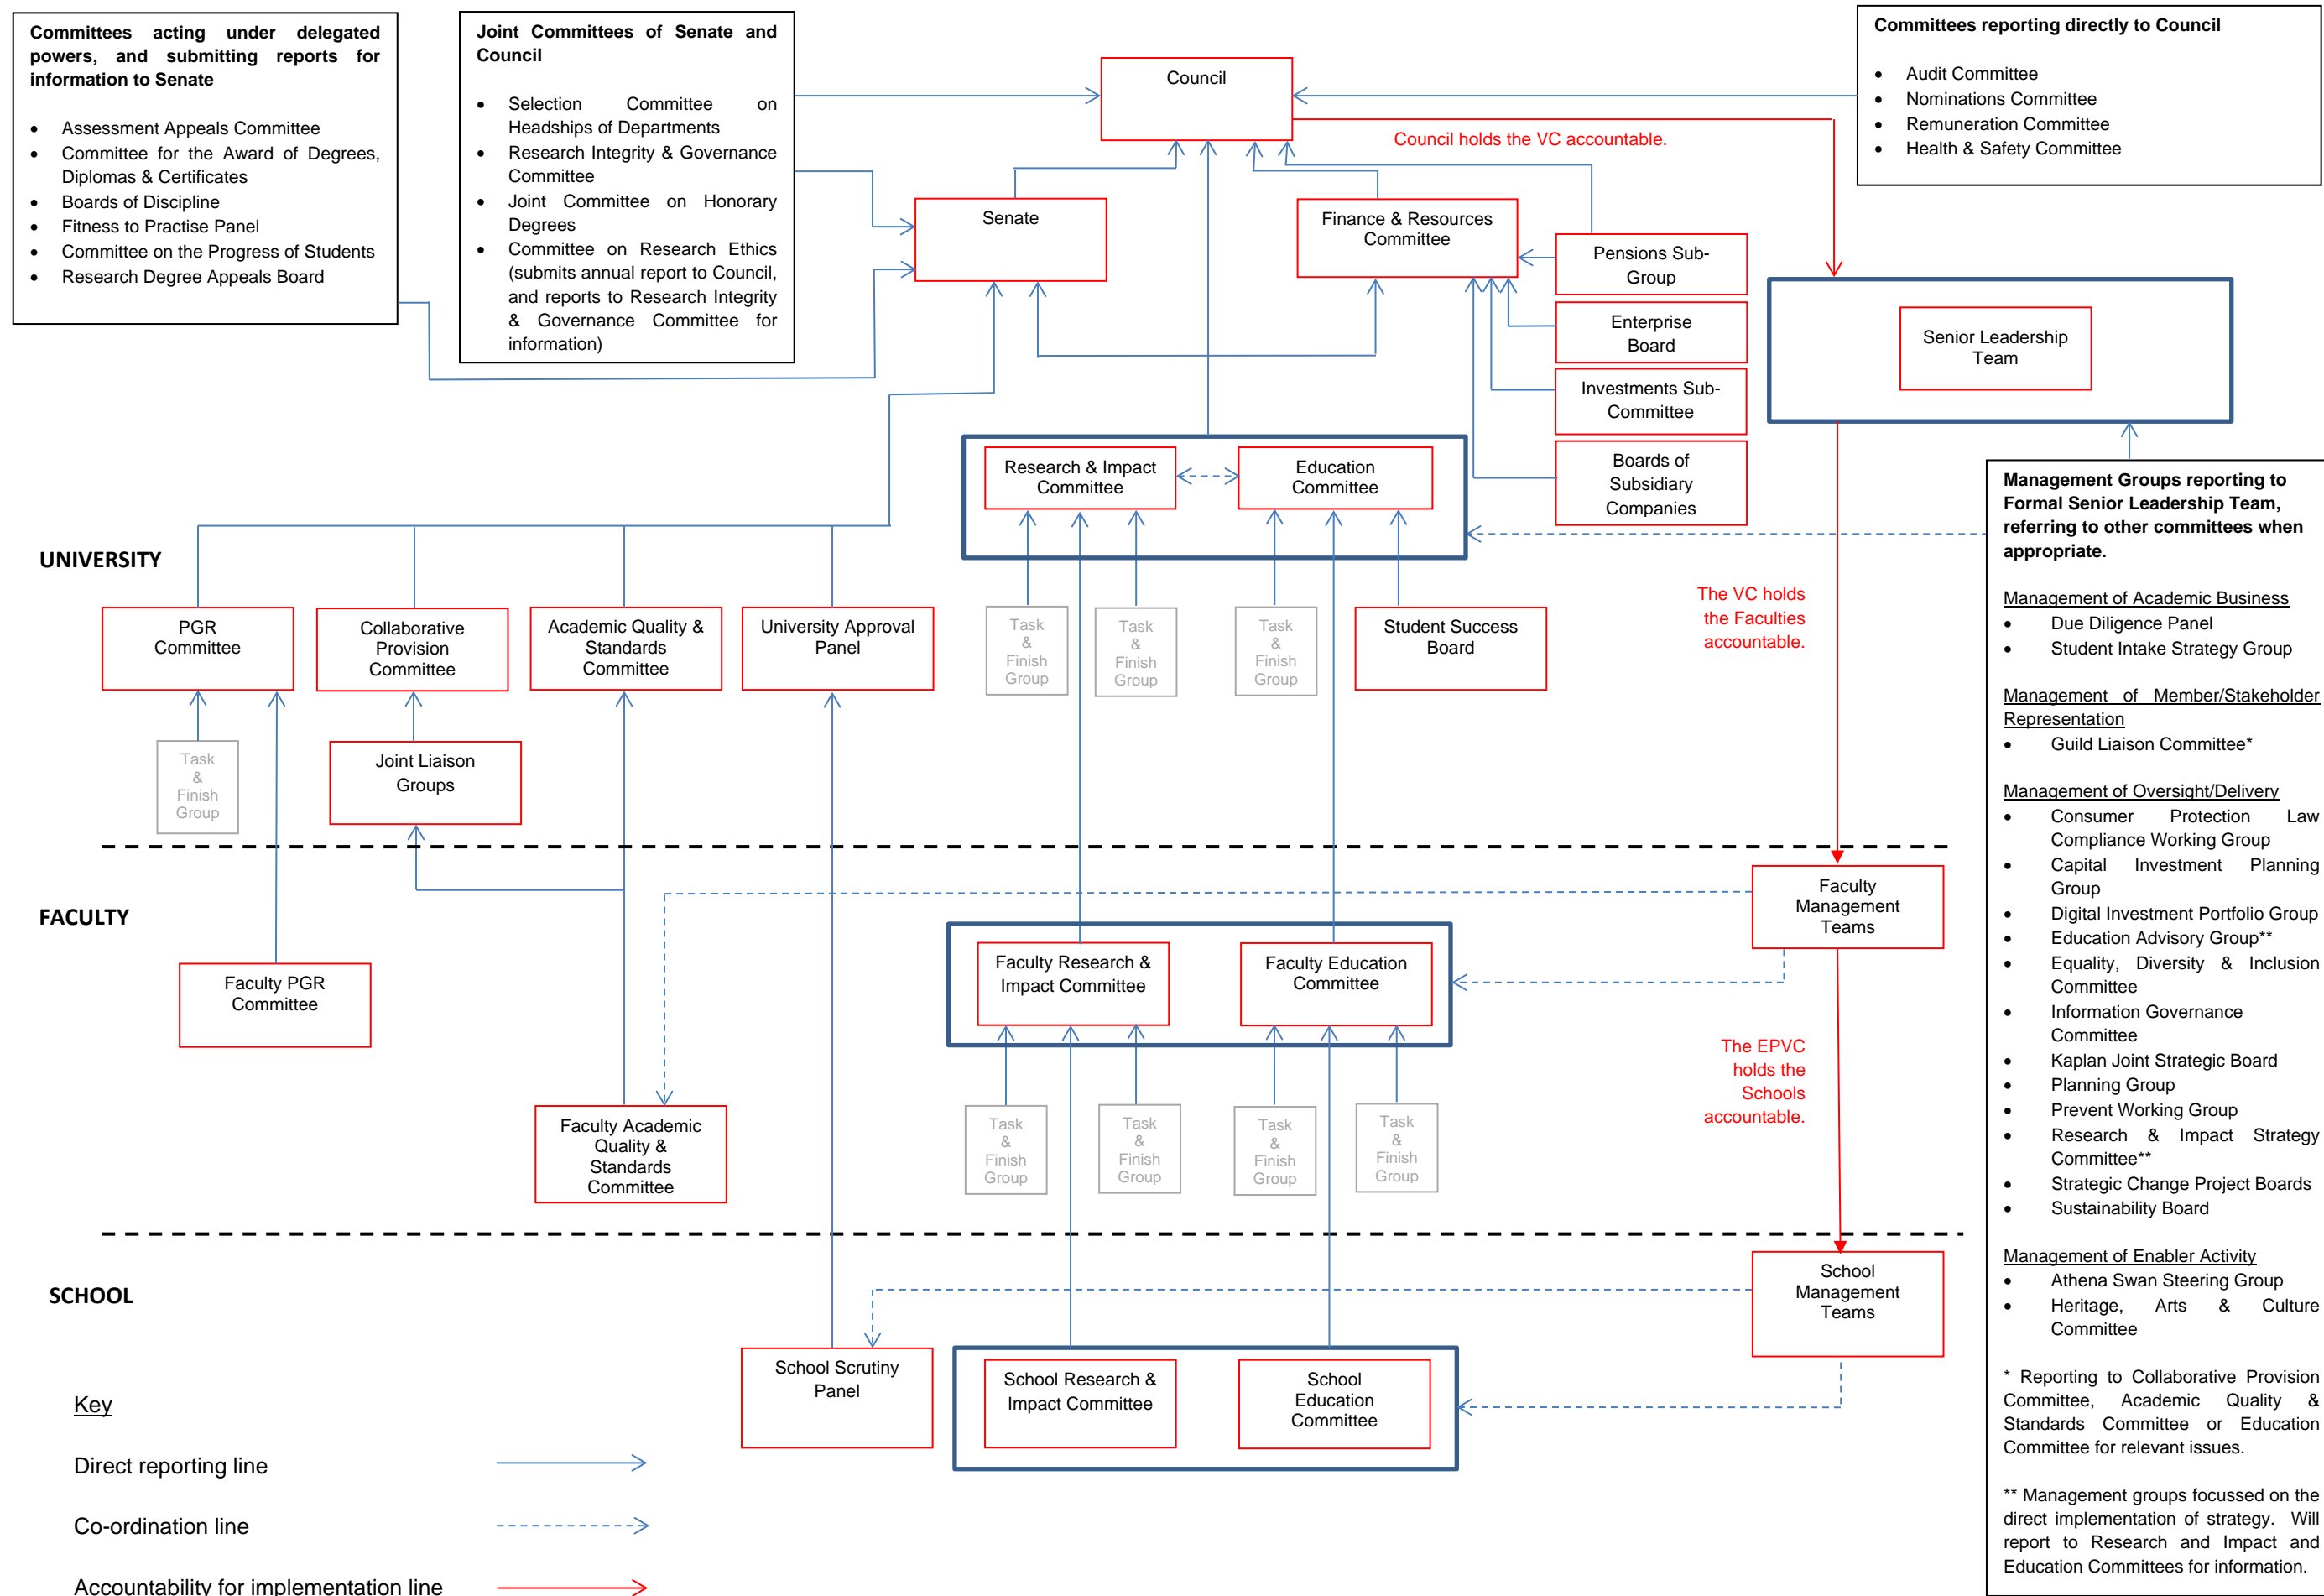 Committees acting under delegated
powers, and submitting reports for
information to Senate
• Assessment Appeals Committee
• Committee for the Award of Degrees,
Diplomas & Certificates
• Boards of Discipline
• Fitness to Practise Panel
• Committee on the Progress of Students
• Research Degree Appeals Board
Joint Committees of Senate and
Council
• Selection Committee on
Headships of Departments
• Research Integrity & Governance
Committee
• Joint Committee on Honorary
Degrees
• Committee on Research Ethics
(submits annual report to Council,
and reports to Research Integrity
& Governance Committee for
information)
Council
Council holds the VC accountable.
Committees reporting directly to Council
• Audit Committee
• Nominations Committee
• Remuneration Committee
• Health & Safety Committee
Senate
Finance & Resources
Committee
Pensions Sub-
Group
Enterprise
Board
Investments Sub-
Committee
Boards of
Subsidiary
Companies
Senior Leadership
Team
Research & Impact
Committee
Education
Committee
UNIVERSITY
PGR
Committee
Collaborative
Provision
Committee
Academic Quality &
Standards
Committee
University Approval
Panel
Task
&
Finish
Group
Task
&
Finish
Group
Task
&
Finish
Group
Student Success
Board
The VC holds
the Faculties
accountable.
Task
&
Finish
Group
Joint Liaison
Groups
FACULTY
Faculty PGR
Committee
Faculty Academic
Quality &
Standards
Committee
Faculty Research &
Impact Committee
Faculty Education
Committee
Faculty
Management
Teams
Task
&
Finish
Group
Task
&
Finish
Group
Task
&
Finish
Group
Task
&
Finish
Group
The EPVC
holds the
Schools
accountable.
SCHOOL
School Scrutiny
Panel
School Research &
Impact Committee
School
Education
Committee
School
Management
Teams
Management Groups reporting to
Formal Senior Leadership Team,
referring to other committees when
appropriate.
Management of Academic Business
• Due Diligence Panel
• Student Intake Strategy Group
Management of Member/Stakeholder
Representation
• Guild Liaison Committee*
Management of Oversight/Delivery
• Consumer Protection Law
Compliance Working Group
• Capital Investment Planning
Group
• Digital Investment Portfolio Group
• Education Advisory Group**
• Equality, Diversity & Inclusion
Committee
• Information Governance
Committee
• Kaplan Joint Strategic Board
• Planning Group
• Prevent Working Group
• Research & Impact Strategy
Committee**
• Strategic Change Project Boards
• Sustainability Board
Management of Enabler Activity
• Athena Swan Steering Group
• Heritage, Arts & Culture
Committee
* Reporting to Collaborative Provision
Committee, Academic Quality &
Standards Committee or Education
Committee for relevant issues.
** Management groups focussed on the
direct implementation of strategy. Will
report to Research and Impact and
Education Committees for information.
Key
Direct reporting line
Co-ordination line
Accountability for implementation line